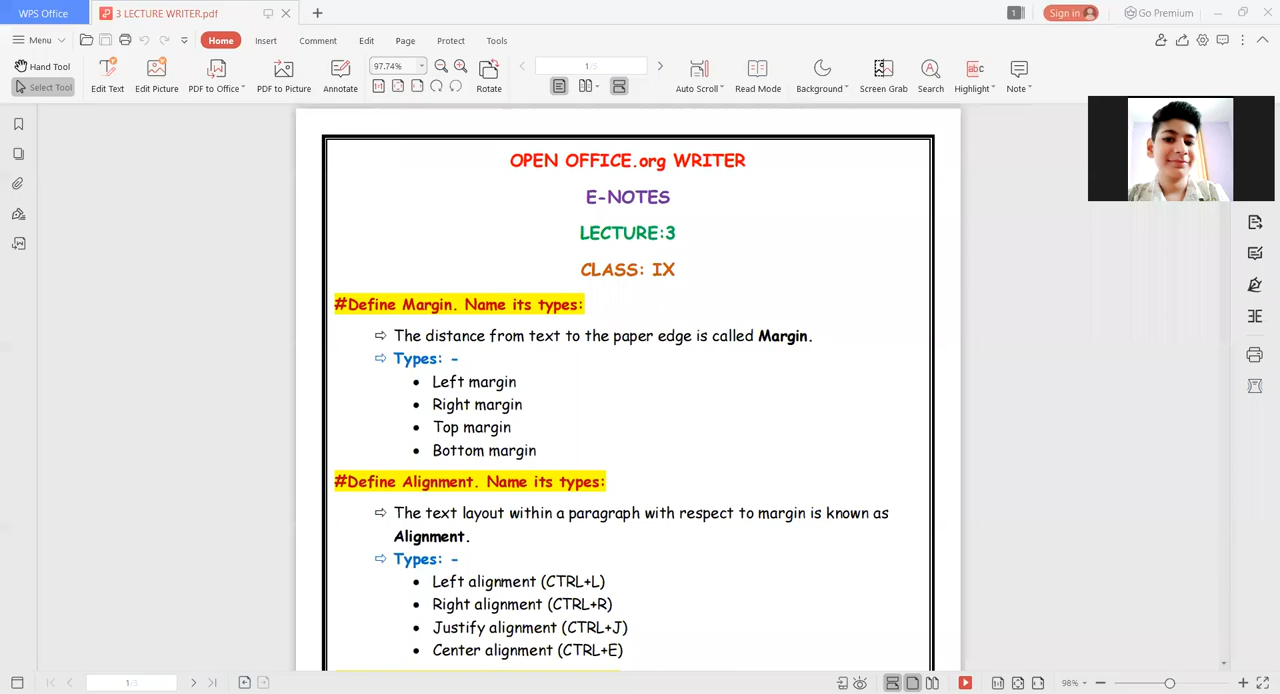 WPS Office
3 LECTURE WRITER.pdf
1
Sign in
Go Premium
Menu
Home
Insert
Comment
Edit
Page
Protect
Tools
Hand Tool
Select Tool
Edit Text
Edit Picture
PDF to Office
PDF to Picture
Annotate
97.74%
Rotate
1/5
Auto Scroll
Read Mode
Background
Screen Grab
Search
Highlight
Note
OPEN OFFICE.org WRITER
E-NOTES
LECTURE:3
CLASS: IX
#Define Margin. Name its types:
⇨ The distance from text to the paper edge is called Margin.
⇨ Types: -
• Left margin
• Right margin
• Top margin
• Bottom margin
#Define Alignment. Name its types:
⇨ The text layout within a paragraph with respect to margin is known as
Alignment.
⇨ Types: -
• Left alignment (CTRL+L)
• Right alignment (CTRL+R)
• Justify alignment (CTRL+J)
• Center alignment (CTRL+E)
1/5
98%